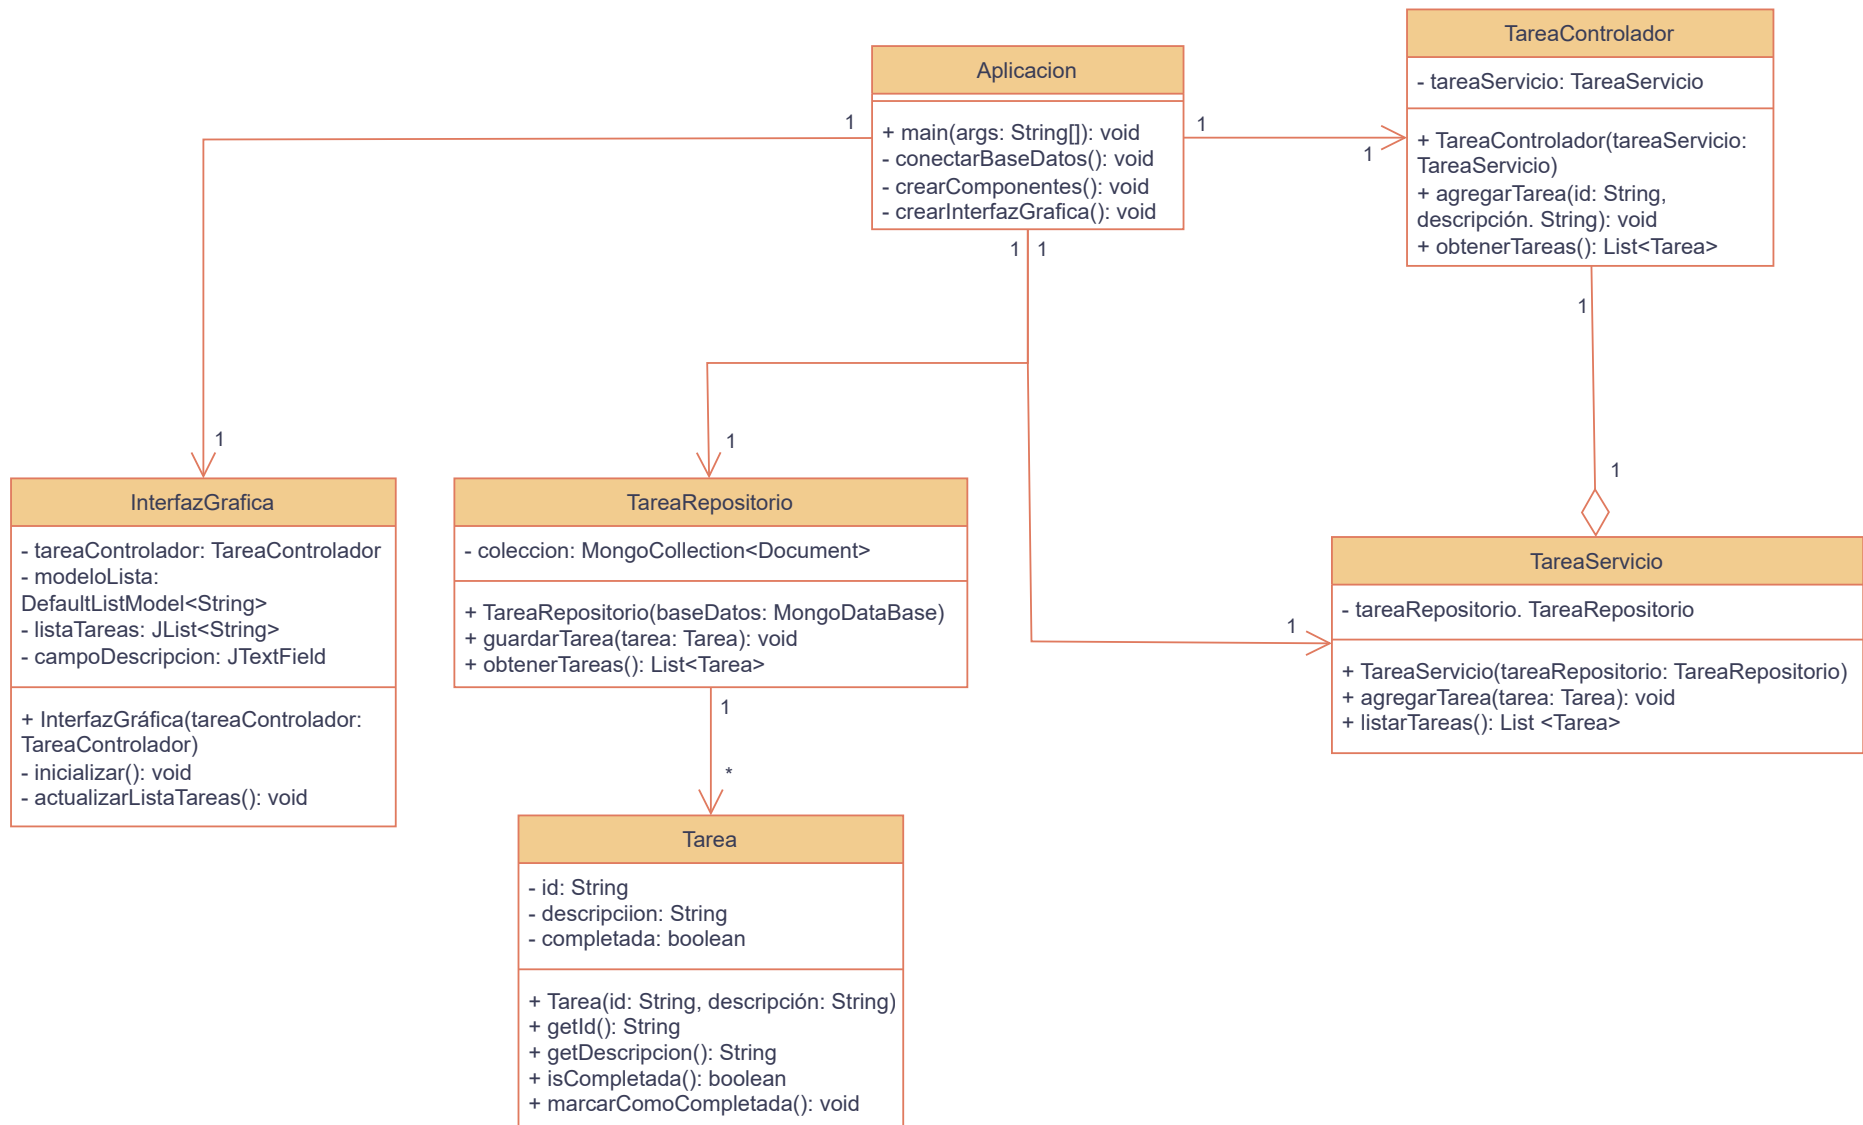 Aplicacion
+ main(args: String[]): void
- conectarBaseDatos(): void
- crearComponentes(): void
- crearInterfazGrafica(): void
TareaControlador
- tareaServicio: TareaServicio
+ TareaControlador(tareaServicio:
TareaServicio)
+ agregarTarea(id: String,
descripción. String): void
+ obtenerTareas(): List<Tarea>
1
1
1
1
1
1
1
1
1
1
InterfazGrafica
- tareaControlador: TareaControlador
- modeloLista:
DefaultListModel<String>
- listaTareas: JList<String>
- campoDescripcion: JTextField
+ InterfazGráfica(tareaControlador:
TareaControlador)
- inicializar(): void
- actualizarListaTareas(): void
TareaRepositorio
- coleccion: MongoCollection<Document>
+ TareaRepositorio(baseDatos: MongoDataBase)
+ guardarTarea(tarea: Tarea): void
+ obtenerTareas(): List<Tarea>
TareaServicio
- tareaRepositorio. TareaRepositorio
+ TareaServicio(tareaRepositorio: TareaRepositorio)
+ agregarTarea(tarea: Tarea): void
+ listarTareas(): List <Tarea>
1
*
Tarea
- id: String
- descripciion: String
- completada: boolean
+ Tarea(id: String, descripción: String)
+ getId(): String
+ getDescripcion(): String
+ isCompletada(): boolean
+ marcarComoCompletada(): void